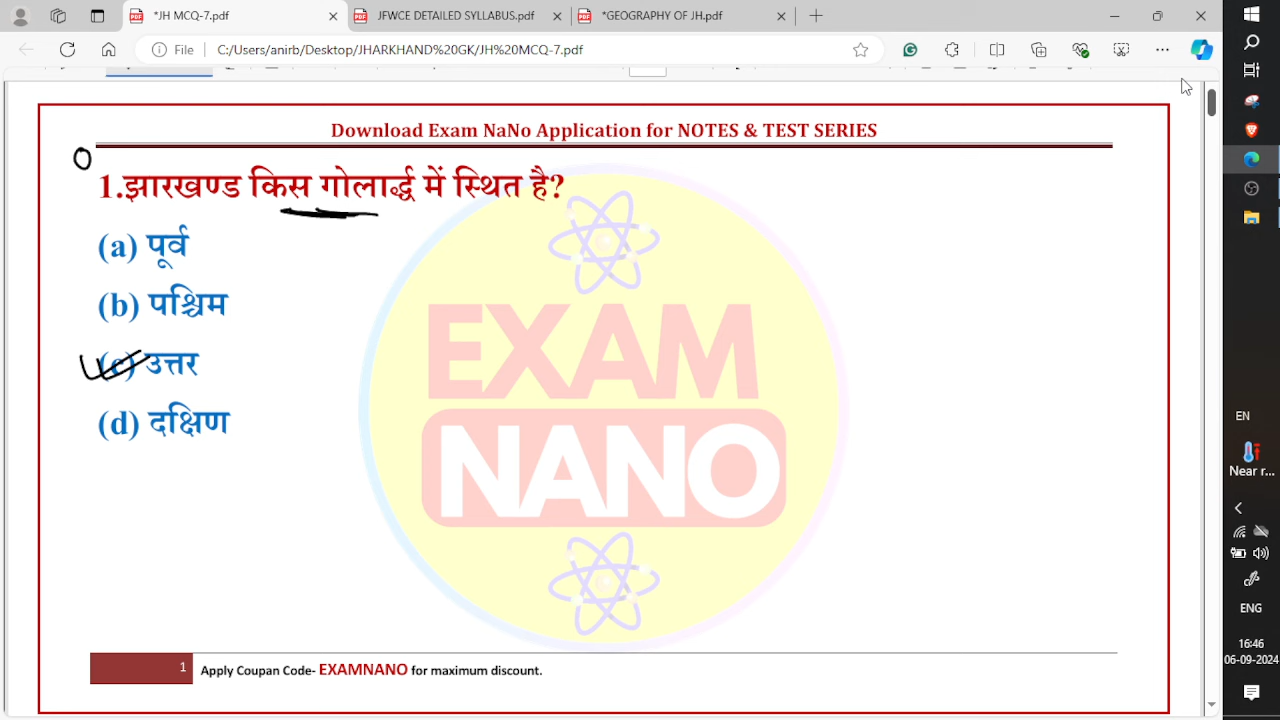 *JH MCQ-7.pdf
JFWCE DETAILED SYLLABUS.pdf
*GEOGRAPHY OF JH.pdf
File
C:/Users/anirb/Desktop/JHARKHAND%20GK/JH%20MCQ-7.pdf
Download Exam NaNo Application for NOTES & TEST SERIES
1.झारखण्ड किस गोलार्द्ध में स्थित है?
(a) पूर्व
(b) पश्चिम
(c) उत्तर
(d) दक्षिण
EXAM
NANO
1 Apply Coupan Code- EXAMNANO for maximum discount.
EN
Near r...
ENG
16:46
06-09-2024